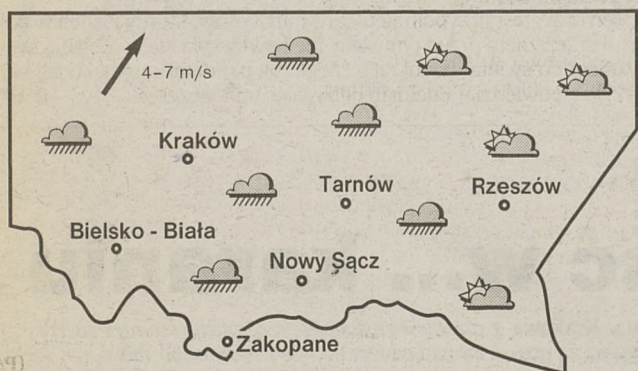 4–7 m/s
Kraków
Tarnów
Rzeszów
Bielsko - Biała
Nowy Sącz
Zakopane